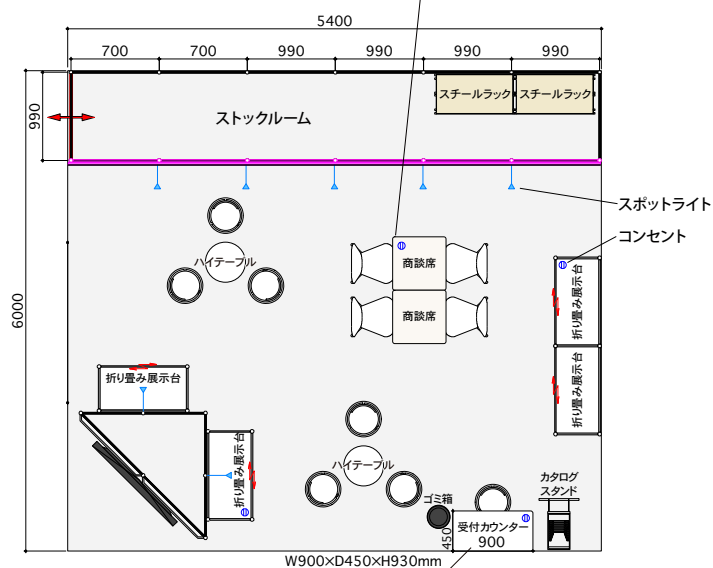 5400
700 700 990 990 990 990
6000
990
ストックルーム
スチールラック スチールラック
スポットライト
コンセント
ハイテーブル
商談席
商談席
折り畳み展示台
折り畳み展示台
折り畳み展示台
折り畳み展示台
ハイテーブル
ゴミ箱
カタログ
スタンド
受付カウンター
900
450
W900×D450×H930mm